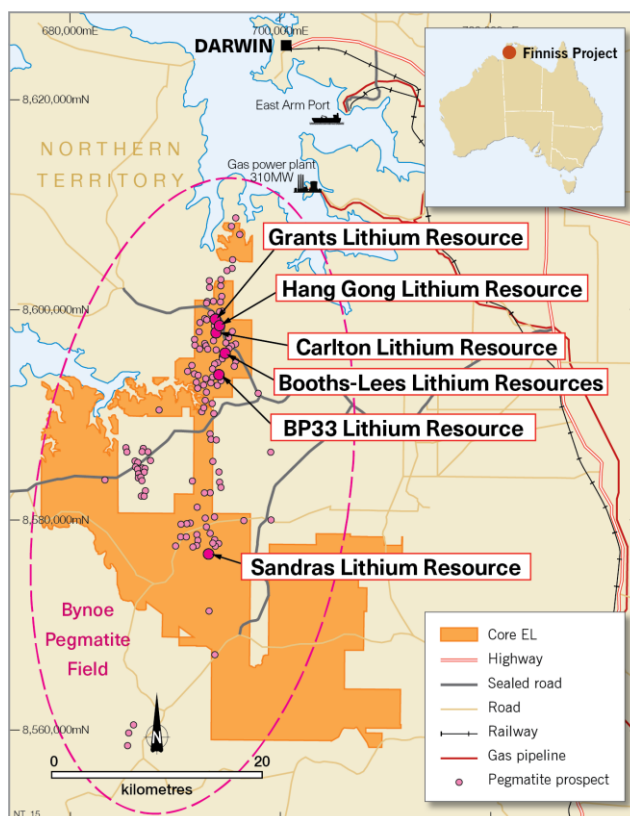 680,000mE
700,000mE
DARWIN
Finniss Project
8,620,000mN
East Arm Port
NORTHERN
TERRITORY
Gas power plant
310MW
Grants Lithium Resource
Hang Gong Lithium Resource
8,600,000mN
Carlton Lithium Resource
Booths-Lees Lithium Resources
BP33 Lithium Resource
8,580,000mN
Sandras Lithium Resource
Bynoe
Pegmatite
Field
Core EL
Highway
Sealed road
Road
Railway
Gas pipeline
Pegmatite prospect
8,560,000mN
N
0 20
kilometres
NT_15